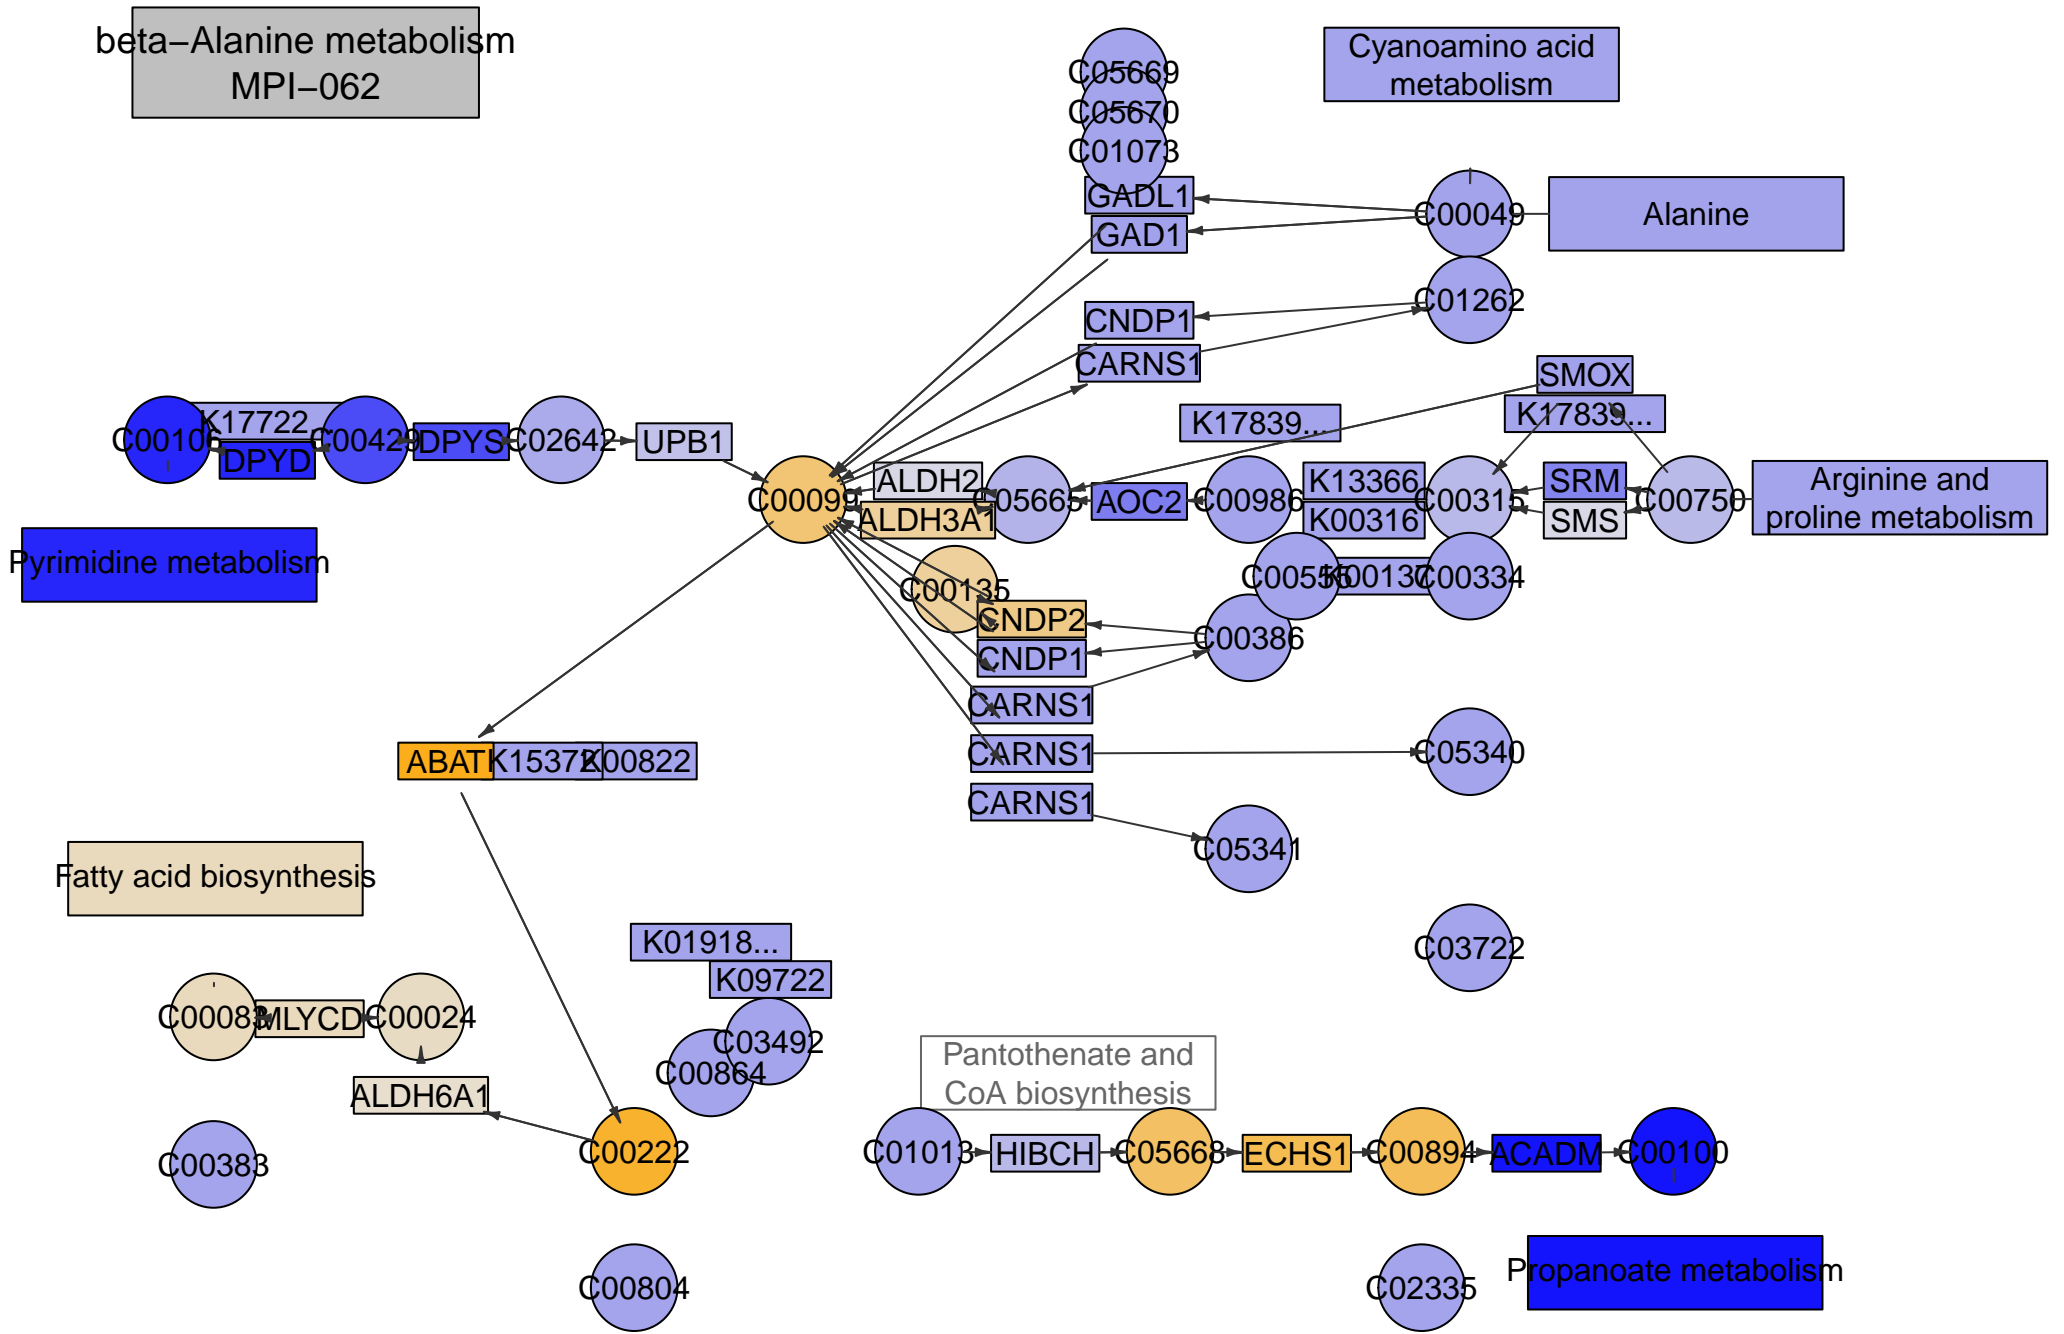 beta−Alanine metabolism
MPI−062
C05669
C05670
C01073
Cyanoamino acid
metabolism
GADL1
GAD1
C00049
Alanine
CNDP1
CARNS1
C01262
SMOX
K17839...
K17839...
C00106
K17722...
DPYD
C00429
DPYS
C02642
UPB1
C00099
ALDH2
ALDH3A1
C05665
AOC2
C00986
K13366
K00316
C00315
SRM
SMS
C00750
Arginine and
proline metabolism
Pyrimidine metabolism
C00135
C00555
K00137
C00334
CNDP2
CNDP1
C00386
CARNS1
CARNS1
CARNS1
C05340
C05341
ABAT
K15372
K00822
Fatty acid biosynthesis
K01918...
K09722
C03722
C00083
MLYCD
C00024
C03492
C00864
ALDH6A1
Pantothenate and
CoA biosynthesis
C00383
C00222
C01013
HIBCH
C05668
ECHS1
C00894
ACADM
C00100
C00804
C02335
Propanoate metabolism